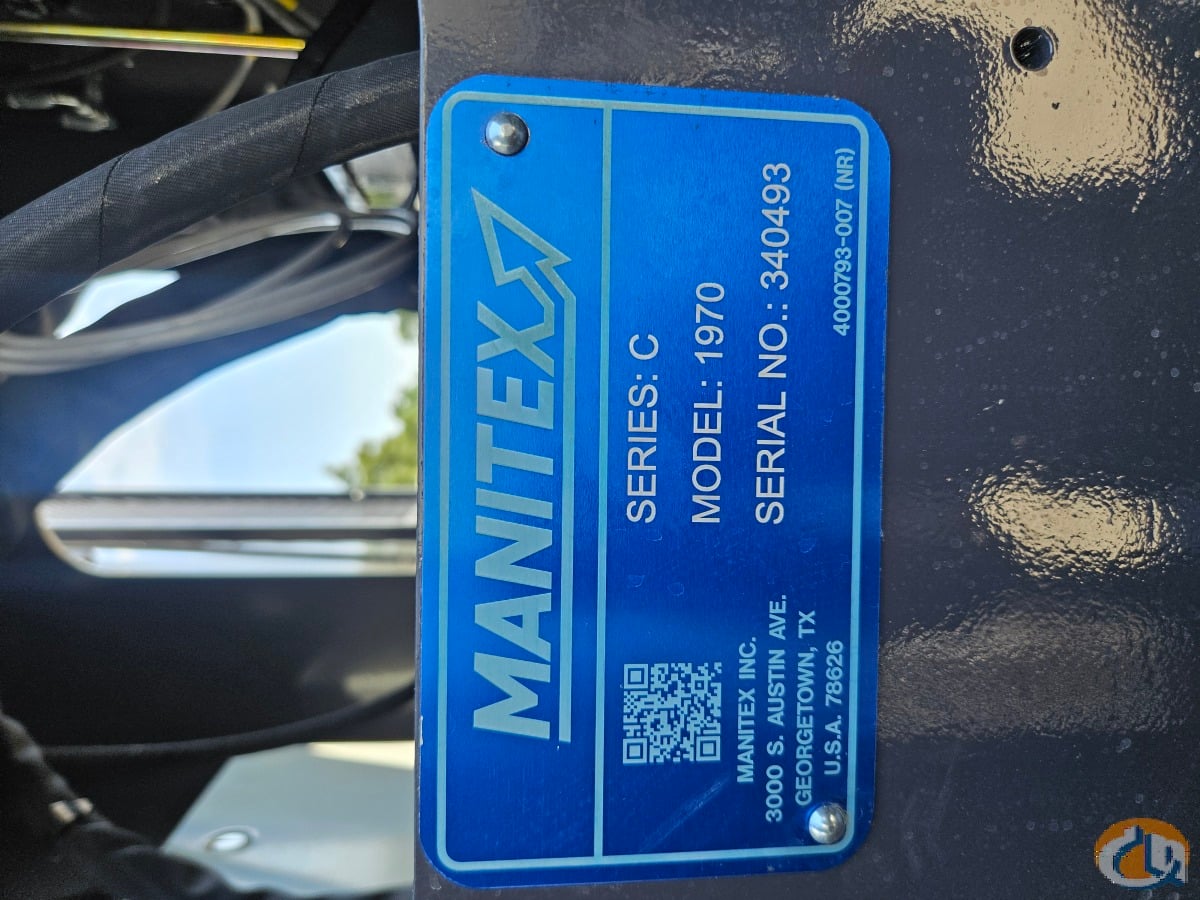 MANITEX
SERIES: C
MODEL: 1970
SERIAL NO.: 340493
MANITEX INC.
3000 S. AUSTIN AVE.
GEORGETOWN, TX
U.S.A. 78626
4000793-007 (NR)